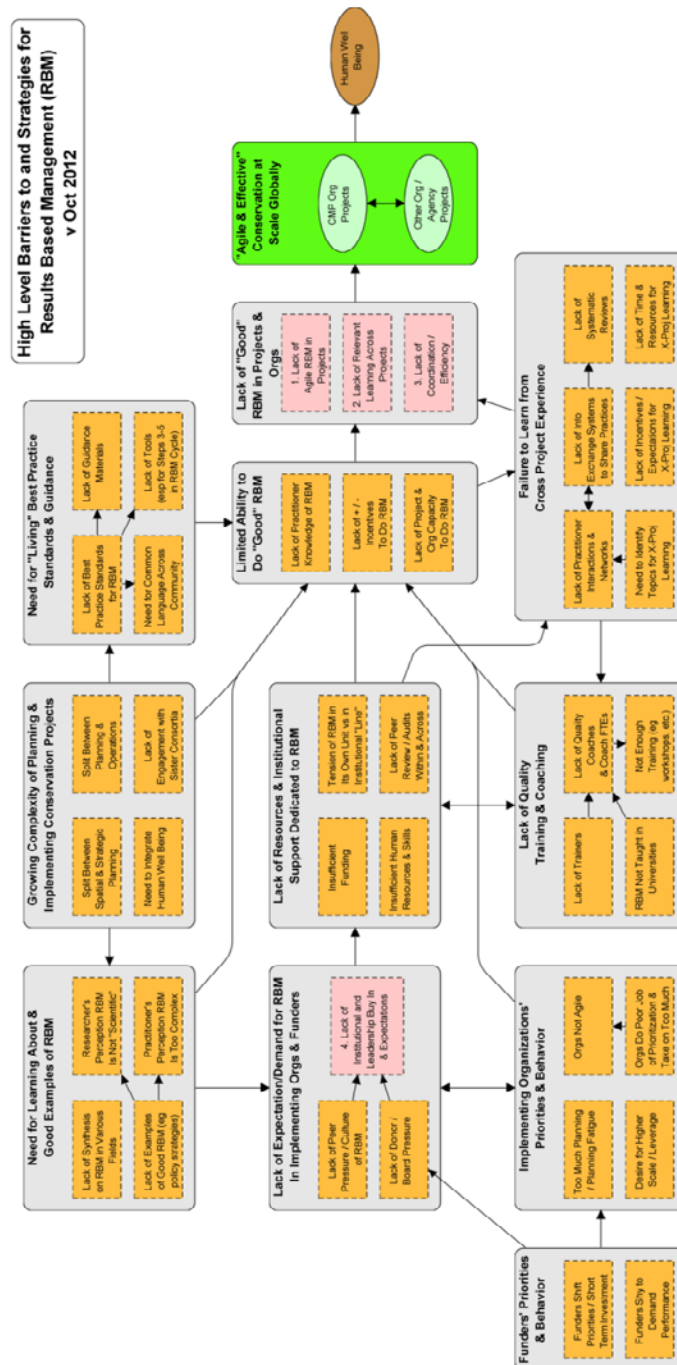 High Level Barriers to and Strategies for
Results Based Management (RBM)
v Oct 2012
Need for Learning About &
Good Examples of RBM
Lack of Synthesis
on RBM in Various
Fields
Researcher's
Perception RBM
Is Not "Scientific"
Lack of Examples
of Good RBM (eg
policy strategies)
Practitioner's
Perception RBM
Is Too Complex
Growing Complexity of Planning &
Implementing Conservation Projects
Split Between
Spatial & Strategic
Planning
Split Between
Planning &
Operations
Need to Integrate
Human Well Being
Lack of
Engagement with
Sister Consortia
Need for "Living" Best Practice
Standards & Guidance
Lack of Best
Practice Standards
for RBM
Lack of Guidance
Materials
Need for Common
Language Across
Community
Lack of Tools
(esp for Steps 3-5
in RBM Cycle)
Lack of Expectation/Demand for RBM
In Implementing Orgs & Funders
Lack of Peer
Pressure / Culture
of RBM
4. Lack of
Institutional and
Leadership Buy In
& Expectations
Lack of Donor /
Board Pressure
Lack of Resources & Institutional
Support Dedicated to RBM
Insufficient
Funding
Tension of RBM in
Its Own Unit vs in
Institutional "Line"
Insufficient Human
Resources & Skills
Lack of Peer
Review / Audits
Within & Across
Limited Ability to
Do "Good" RBM
Lack of Practitioner
Knowledge of RBM
Lack of + / -
Incentives
To Do RBM
Lack of Project &
Org Capacity To Do RBM
Lack of "Good"
RBM in Projects &
Orgs
1. Lack of
Agile RBM in
Projects
2. Lack of Relevant
Learning Across
Projects
3. Lack of
Coordination /
Efficiency
"Agile & Effective"
Conservation at
Scale Globally
CMP Org
Projects
Other Org /
Agency
Projects
Human Well
Being
Funders' Priorities
& Behavior
Funders Shift
Priorities / Short
Term Investment
Funders Shy to
Demand
Performance
Implementing Organizations'
Priorities & Behavior
Too Much Planning
/ Planning Fatigue
Orgs Not Agile
Desire for Higher
Scale / Leverage
Orgs Do Poor Job
of Prioritization &
Take on Too Much
Lack of Quality
Training & Coaching
Lack of Trainers
Lack of Quality
Coaches
& Coach FTEs
RBM Not Taught in
Universities
Not Enough
Training (eg
workshops, etc.)
Failure to Learn from
Cross Project Experience
Lack of Practitioner
Interactions &
Networks
Lack of Info
Exchange Systems
to Share Practices
Lack of
Systematic
Reviews
Need to Identify
Topics for X-Proj
Learning
Lack of Incentives /
Expectations for
X-Proj Learning
Lack of Time &
Resources for
X-Proj Learning